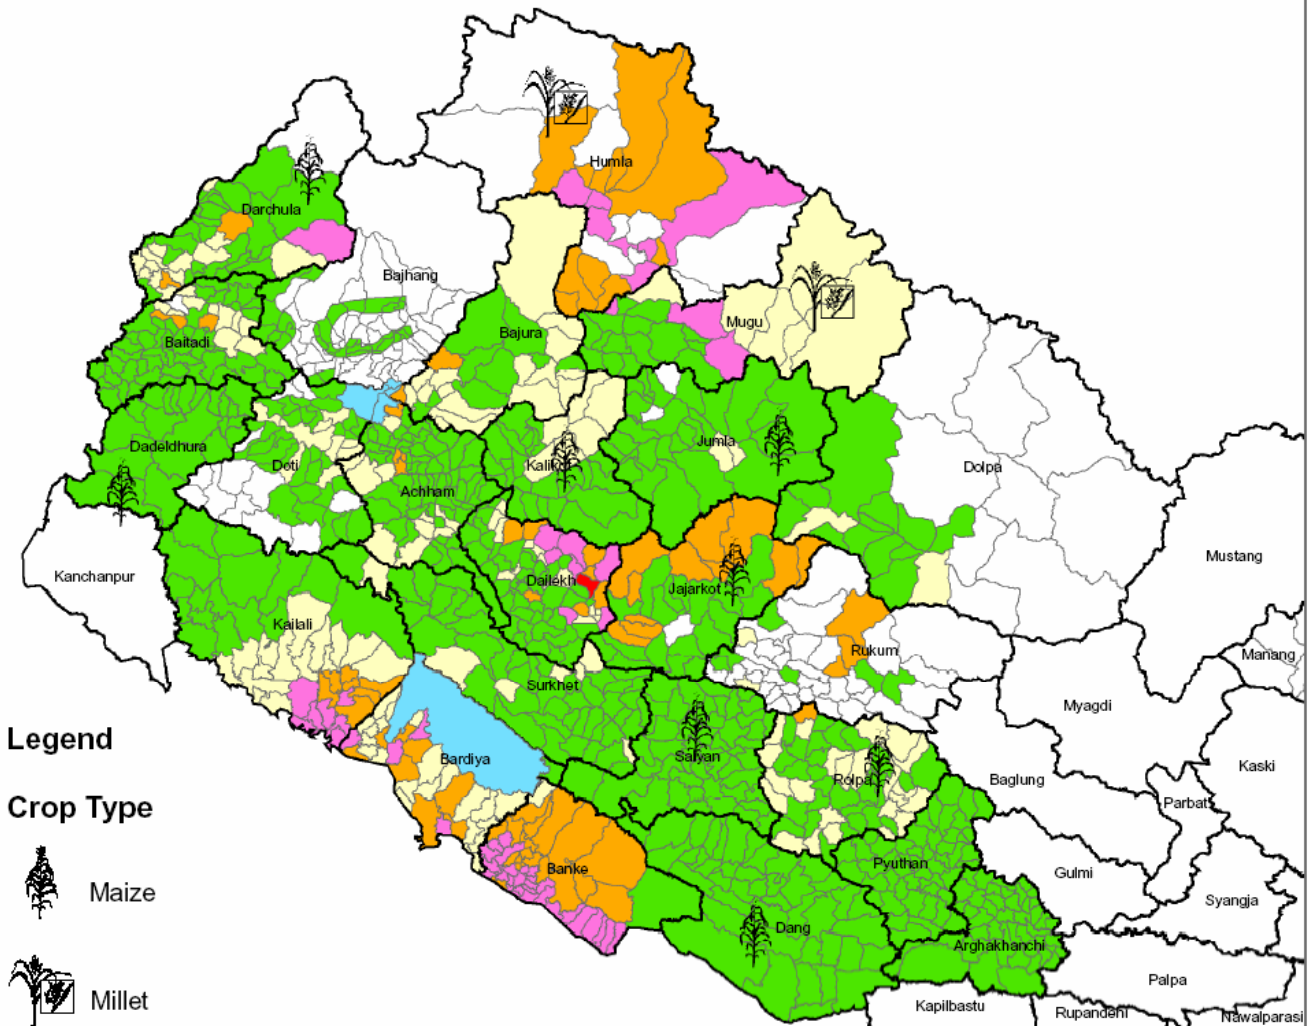 Humla
Darchula
Bajhang
Mugu
Bajura
Baitadi
Jumla
Dadeldhura
Doti
Kalikot
Dolpa
Achham
Mustang
Kanchanpur
Dailekh
Jajarkot
Kailali
Rukum
Manang
Surkhet
Myagdi
Legend
Bardiya
Salyan
Rolpa
Baglung
Kaski
Crop Type
Parbat
Banke
Pyuthan
Gulmi
Maize
Syangja
Dang
Arghakhanchi
Palpa
Millet
Kapilbastu
Rupandehi
Nawalparasi